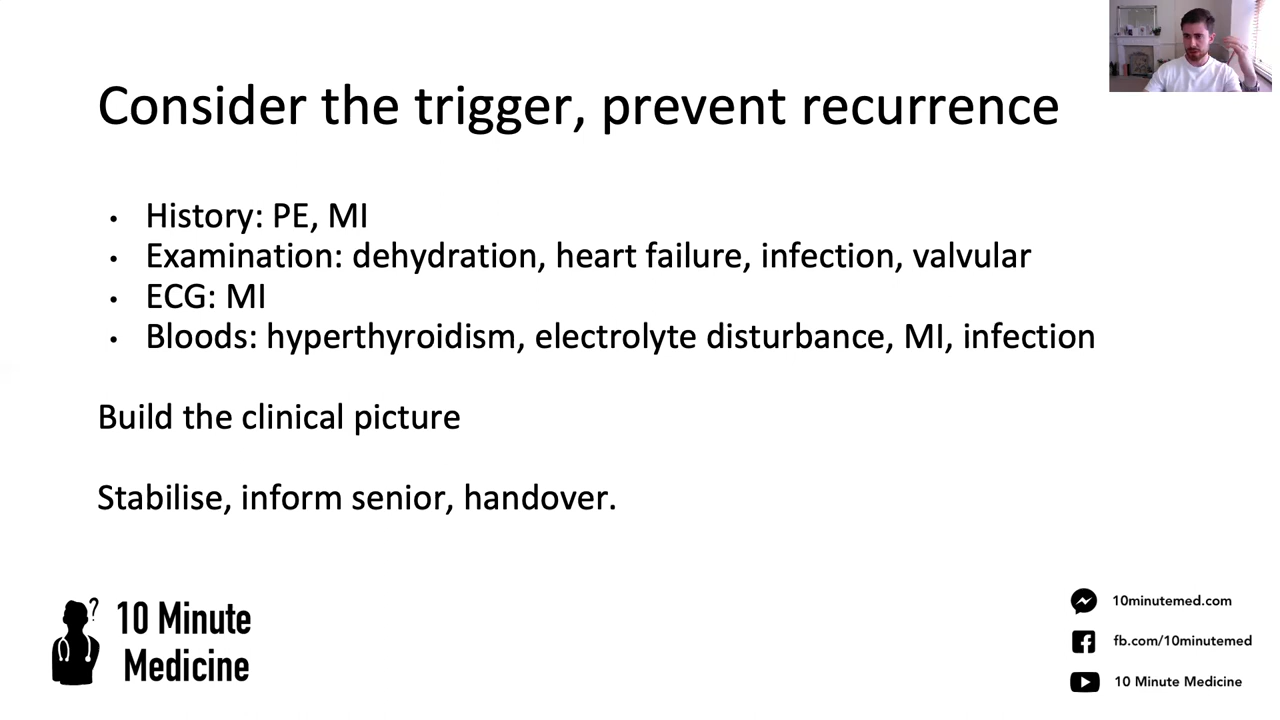 Consider the trigger, prevent recurrence
• History: PE, MI
• Examination: dehydration, heart failure, infection, valvular
• ECG: MI
• Bloods: hyperthyroidism, electrolyte disturbance, MI, infection
Build the clinical picture
Stabilise, inform senior, handover.
?
10 Minute
Medicine
10minutemed.com
fb.com/10minutemed
10 Minute Medicine